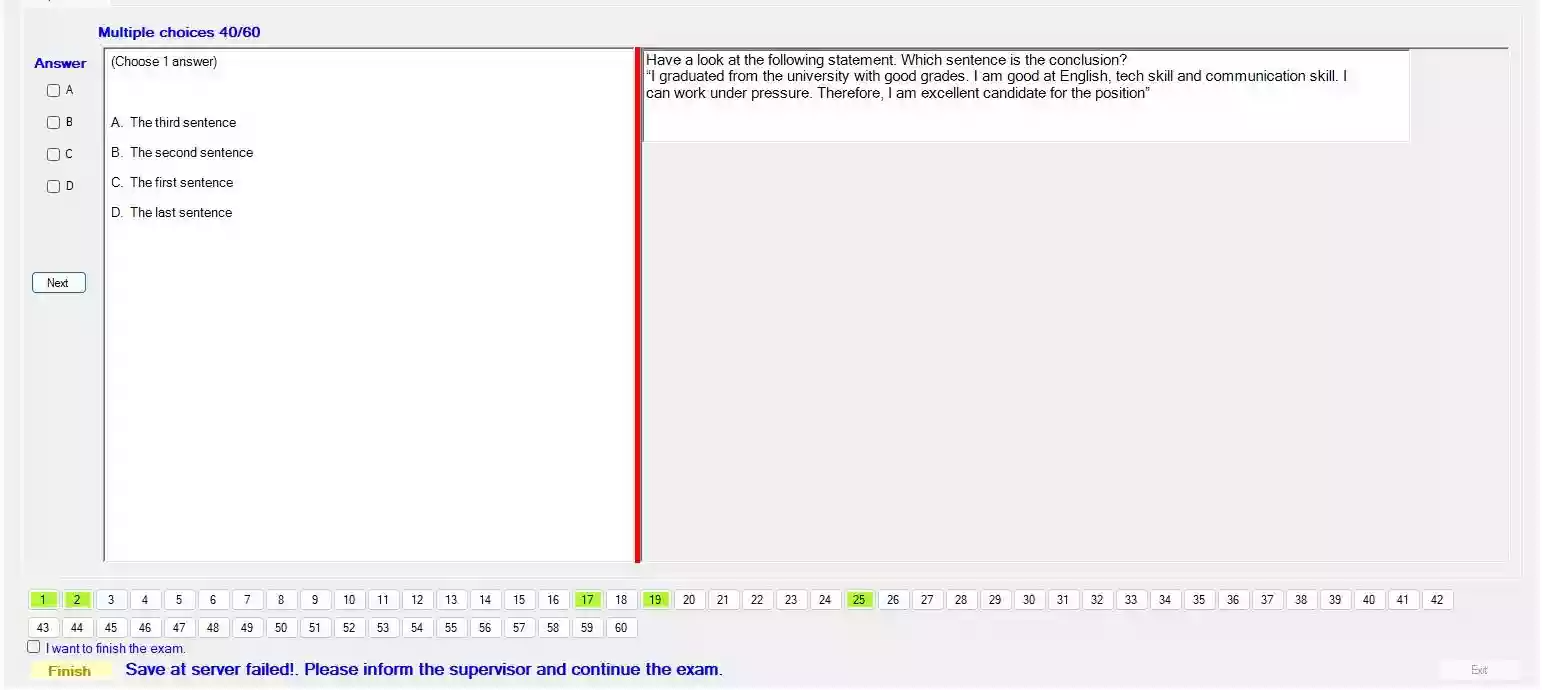 Multiple choices 40/60
Answer
(Choose 1 answer)
A
B
C
D
A. The third sentence
B. The second sentence
C. The first sentence
D. The last sentence
Next
Have a look at the following statement. Which sentence is the conclusion?
“I graduated from the university with good grades. I am good at English, tech skill and communication skill. I
can work under pressure. Therefore, I am excellent candidate for the position”
1 2 3 4 5 6 7 8 9 10 11 12 13 14 15 16 17 18 19 20 21 22 23 24 25 26 27 28 29 30 31 32 33 34 35 36 37 38 39 40 41 42
43 44 45 46 47 48 49 50 51 52 53 54 55 56 57 58 59 60
I want to finish the exam.
Finish Save at server failed!. Please inform the supervisor and continue the exam. Exit